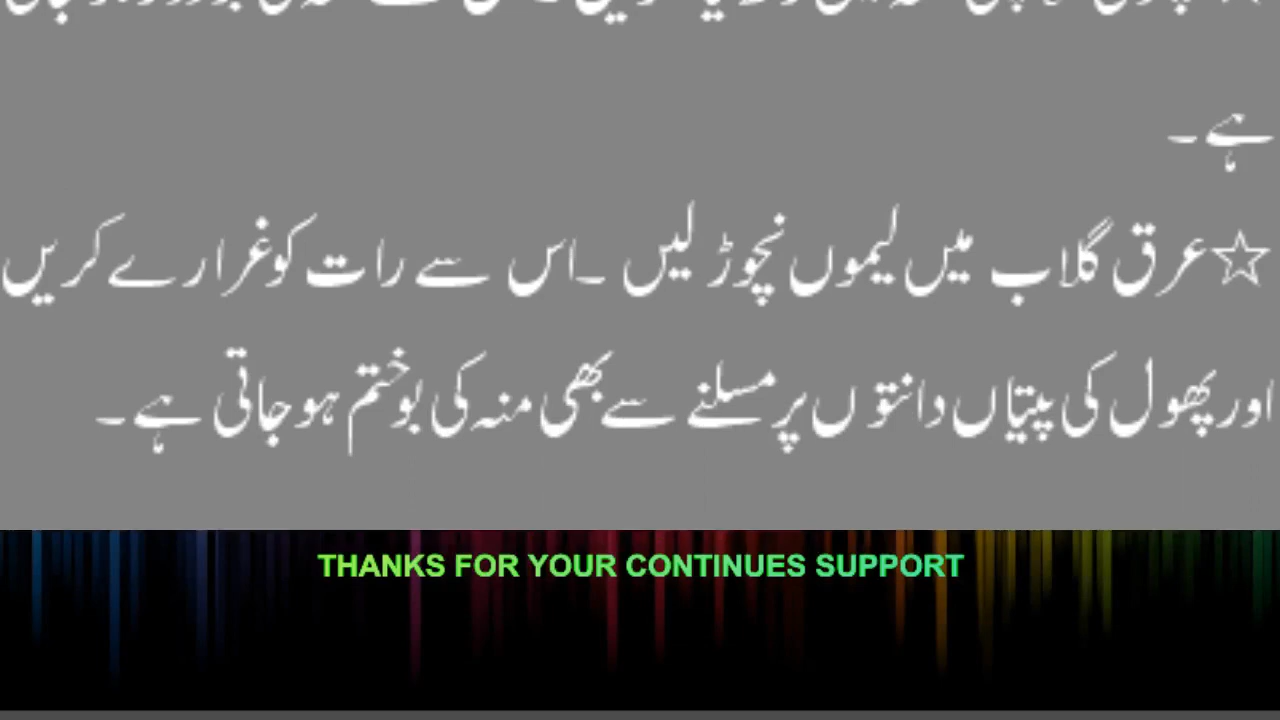 ہے۔
☆عرق گلاب میں لیموں نچوڑ لیں ۔اس سے رات کو غرارے کریں
اور پھول کی پیتاں دانتوں پر مسلنے سے بھی منہ کی بو ختم ہو جاتی ہے۔
THANKS FOR YOUR CONTINUES SUPPORT